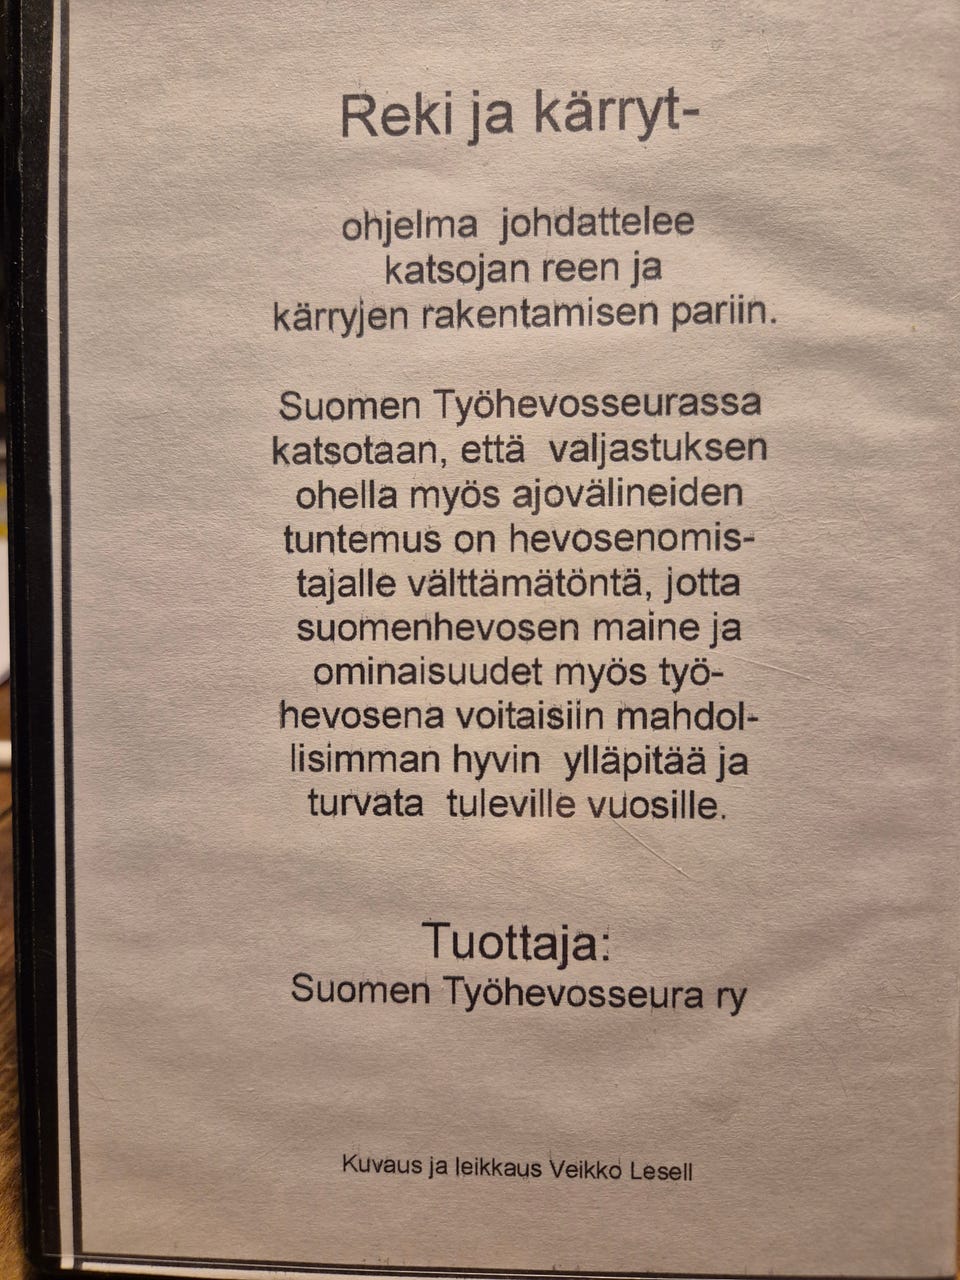 Reki ja kärryt-
ohjelma johdattelee
katsojan reen ja
kärryjen rakentamisen pariin.
Suomen Työhevosseurassa
katsotaan, että valjastuksen
ohella myös ajovälineiden
tuntemus on hevosenomis-
tajalle välttämätöntä, jotta
suomenhevosen maine ja
ominaisuudet myös työ-
hevosena voitaisiin mahdol-
lisimman hyvin ylläpitää ja
turvata tuleville vuosille.
Tuottaja:
Suomen Työhevosseura ry
Kuvaus ja leikkaus Veikko Lesell